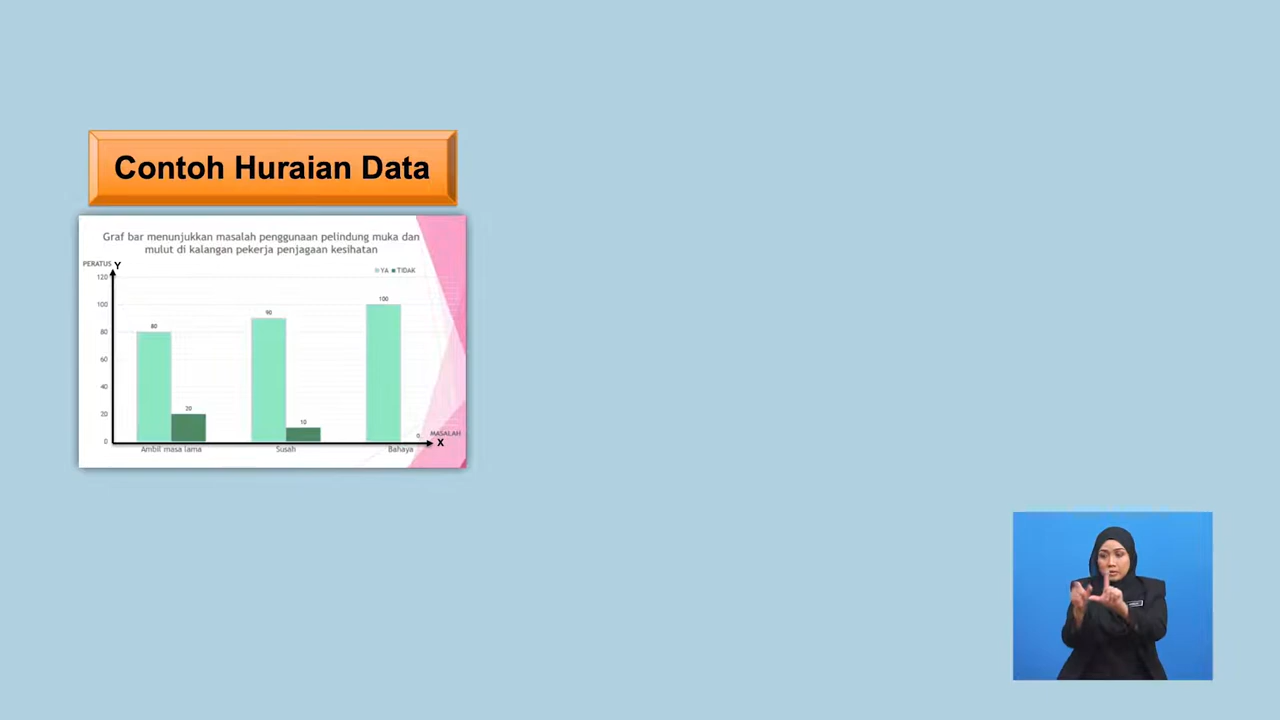 Contoh Huraian Data
Graf bar menunjukkan masalah penggunaan pelindung muka dan
mulut di kalangan pekerja penjagaan kesihatan
PERATUS Y
YA TIDAK
120
100
80
60
40
20
0
80
20
90
10
100
0
MASALAH
X
Ambil masa lama
Susah
Bahaya